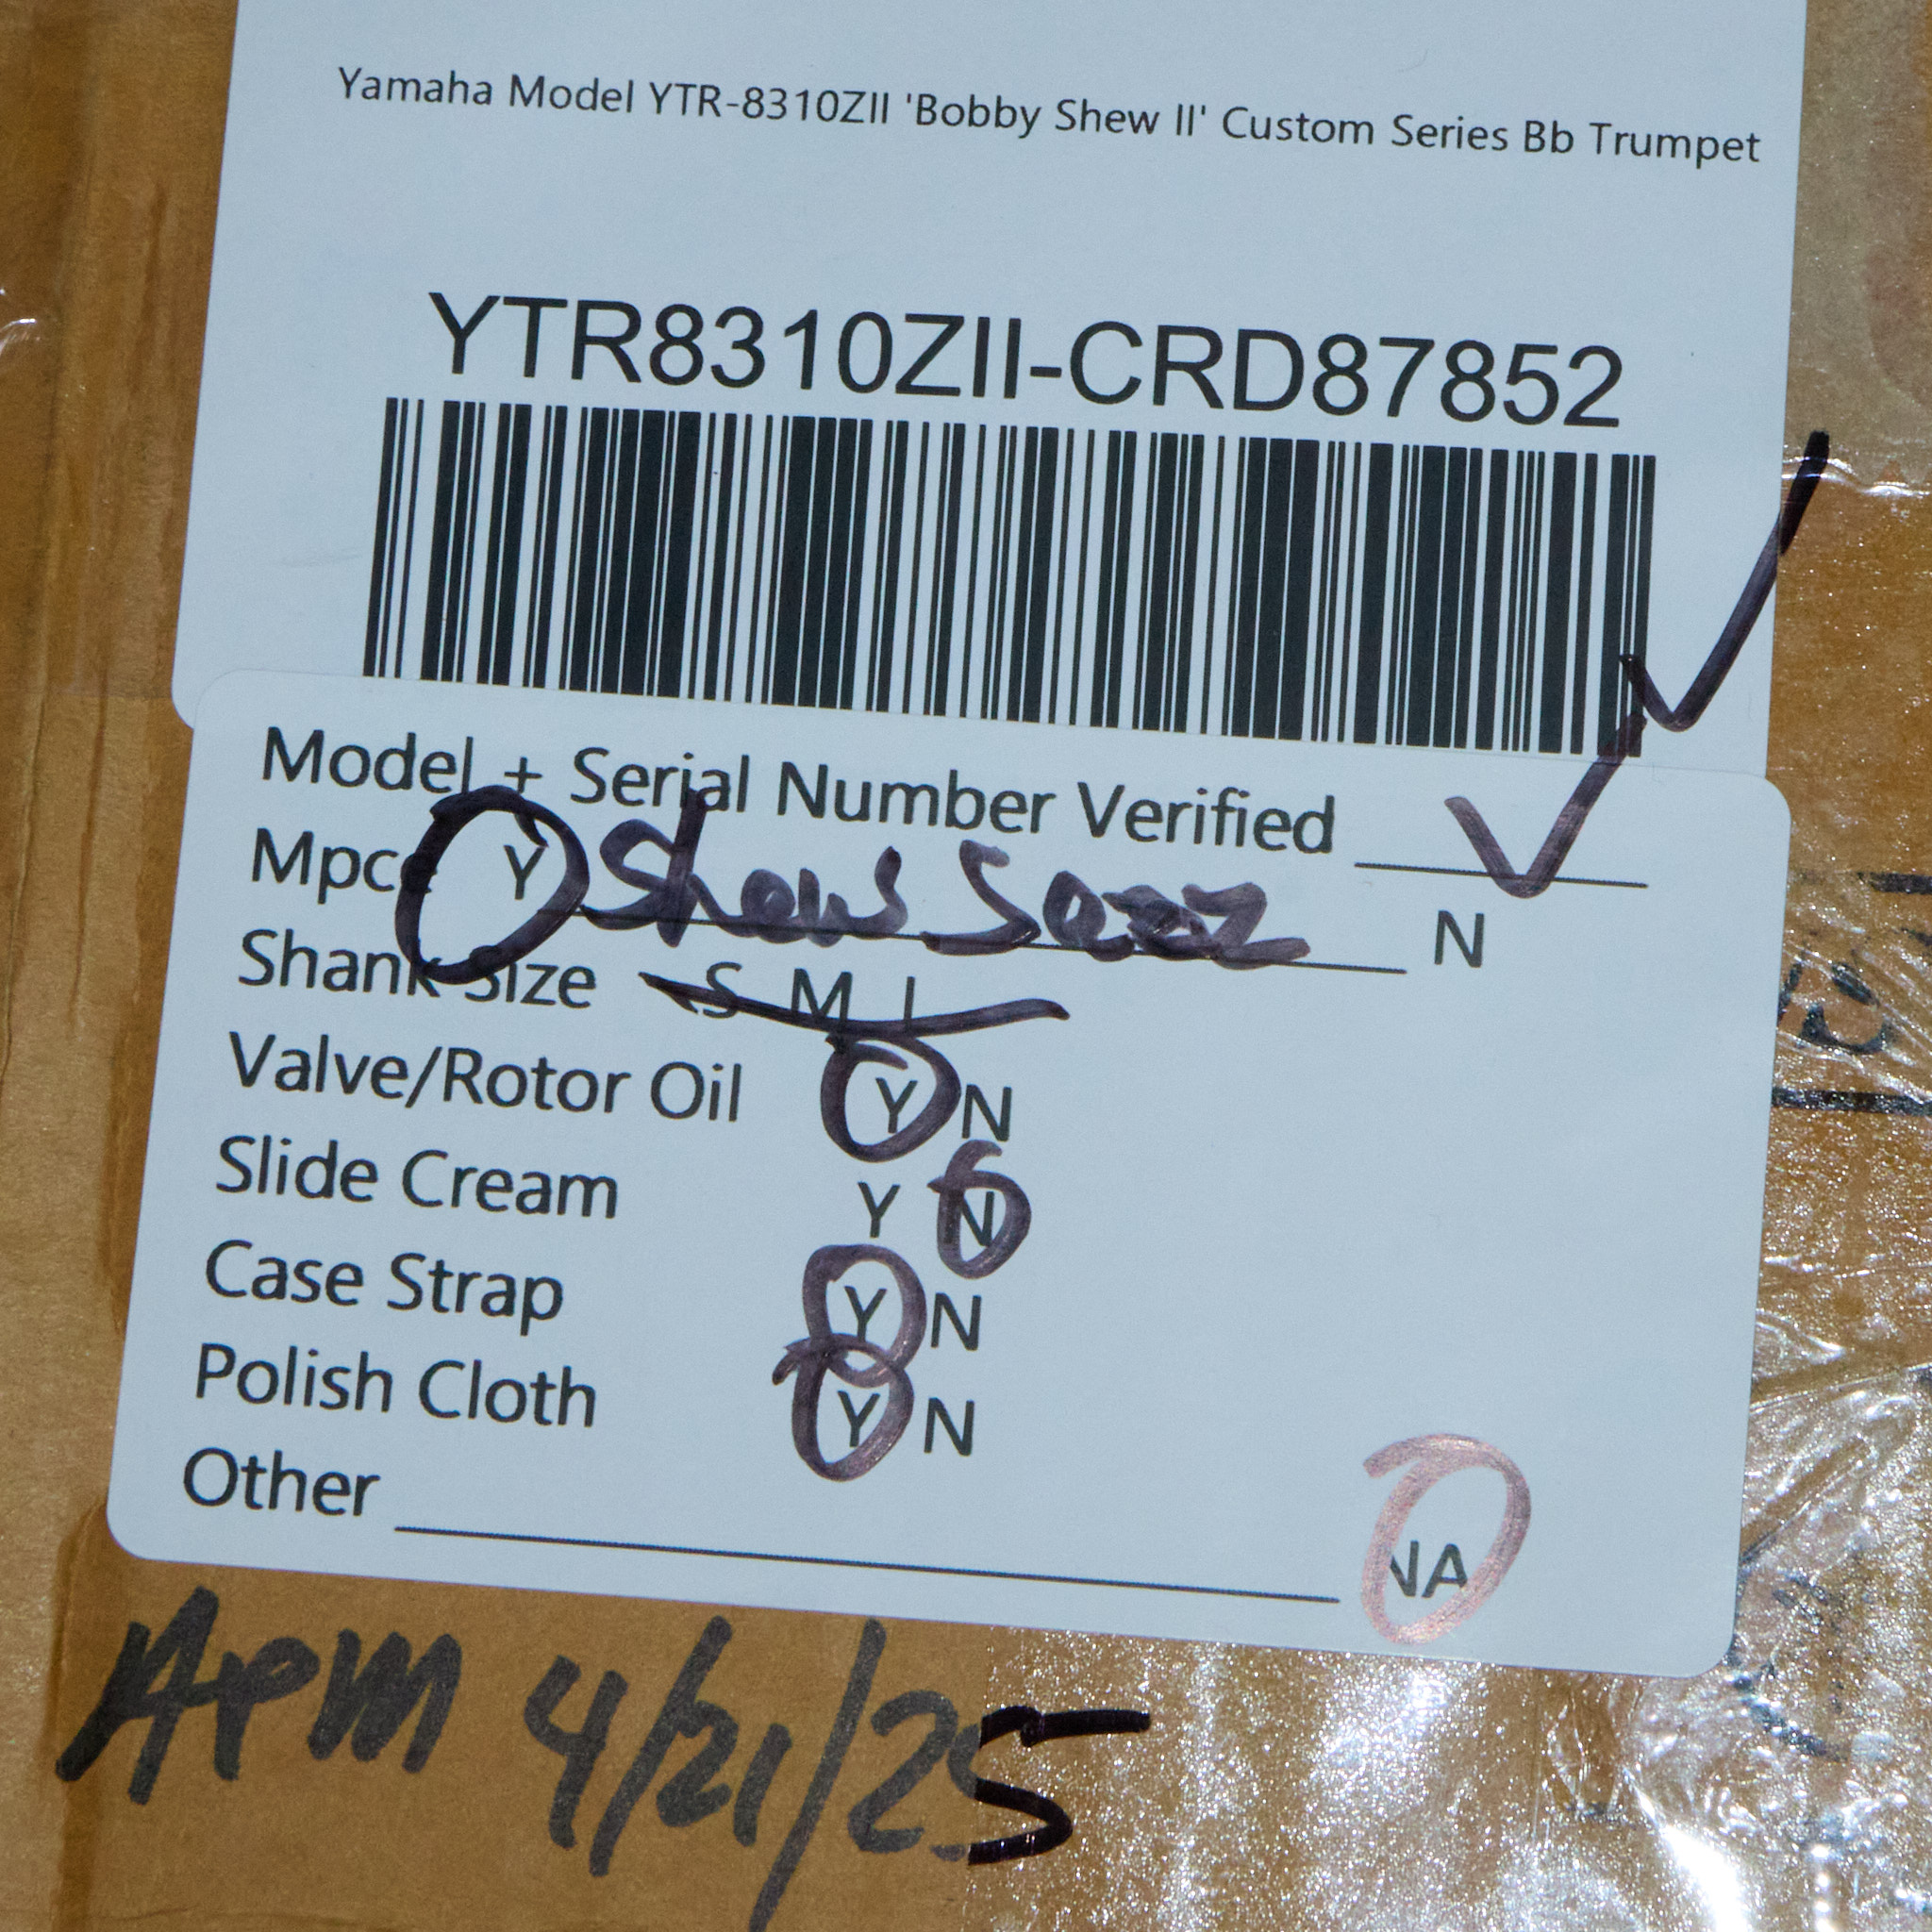 Yamaha Model YTR-8310ZII 'Bobby Shew II' Custom Series Bb Trumpet
YTR8310ZII-CRD87852
Model + Serial Number Verified ✓
Mpce Y Shew Jazz N
Shank Size S M L
Valve/Rotor Oil Y N
Slide Cream Y N
Case Strap Y N
Polish Cloth Y N
Other NA
APM 4/21/25